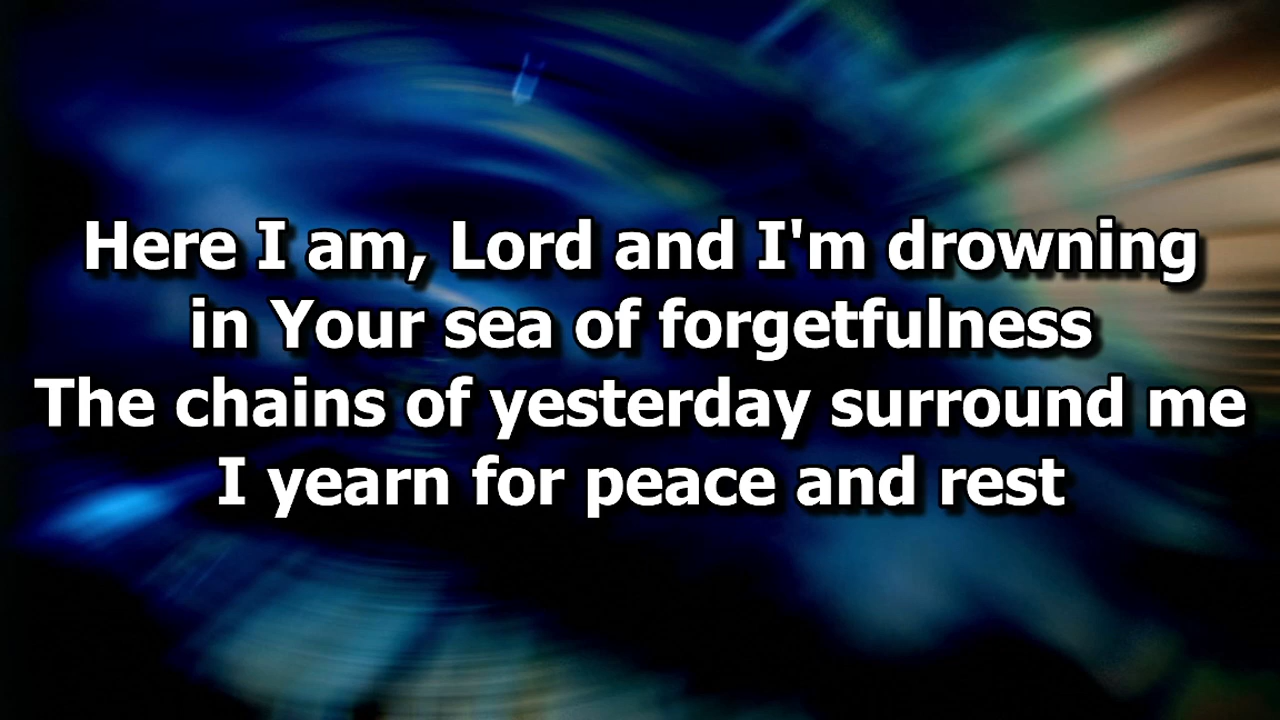 Here I am, Lord and I'm drowning
in Your sea of forgetfulness
The chains of yesterday surround me
I yearn for peace and rest